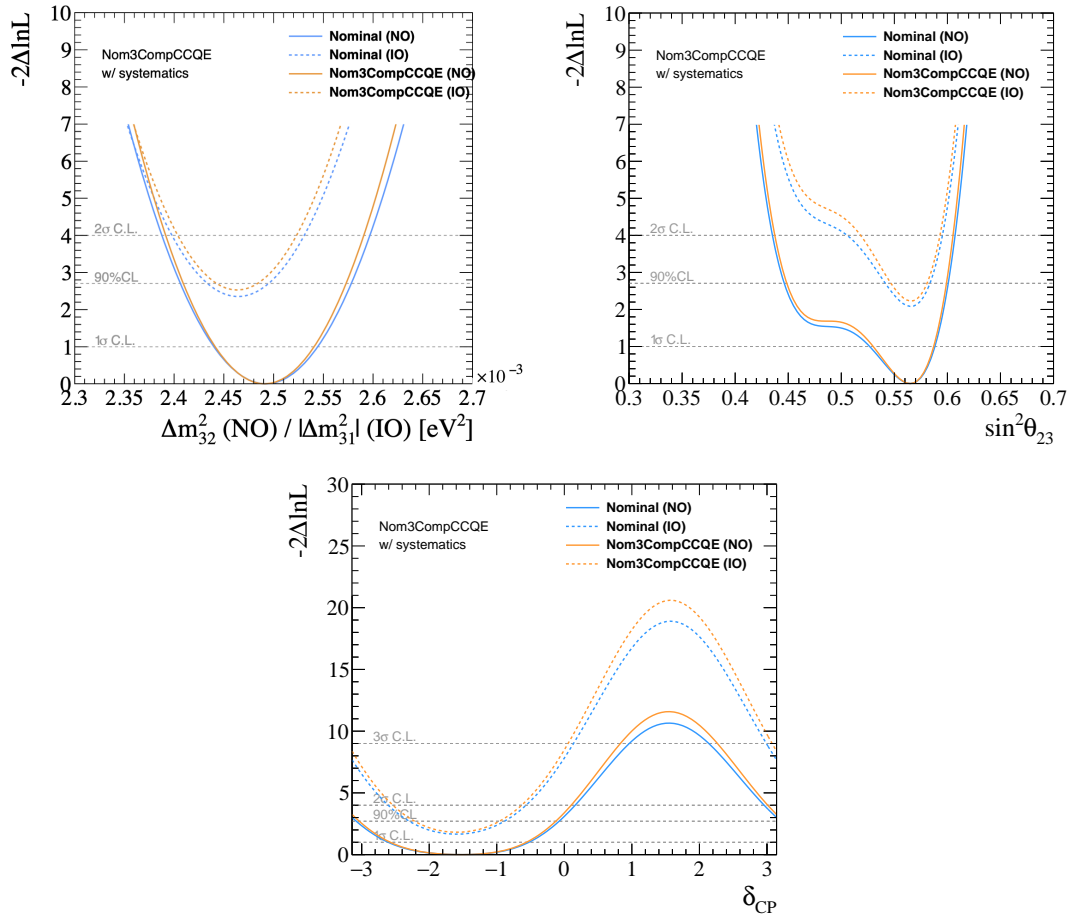 -2ΔlnL
10
9
8
7
6
5
4
3
2
1
0
Nom3CompCCQE
w/ systematics
Nominal (NO)
Nominal (IO)
Nom3CompCCQE (NO)
Nom3CompCCQE (IO)
2σ C.L.
90%CL
1σ C.L.
2.3 2.35 2.4 2.45 2.5 2.55 2.6 2.65 2.7
×10⁻³
Δm²₃₂ (NO) / |Δm²₃₁| (IO) [eV²]
-2ΔlnL
10
9
8
7
6
5
4
3
2
1
0
Nom3CompCCQE
w/ systematics
Nominal (NO)
Nominal (IO)
Nom3CompCCQE (NO)
Nom3CompCCQE (IO)
2σ C.L.
90%CL
1σ C.L.
0.3 0.35 0.4 0.45 0.5 0.55 0.6 0.65 0.7
sin²θ₂₃
-2ΔlnL
30
25
20
15
10
5
0
Nom3CompCCQE
w/ systematics
Nominal (NO)
Nominal (IO)
Nom3CompCCQE (NO)
Nom3CompCCQE (IO)
3σ C.L.
2σ C.L.
90%CL
1σ C.L.
−3 −2 −1 0 1 2 3
δCP